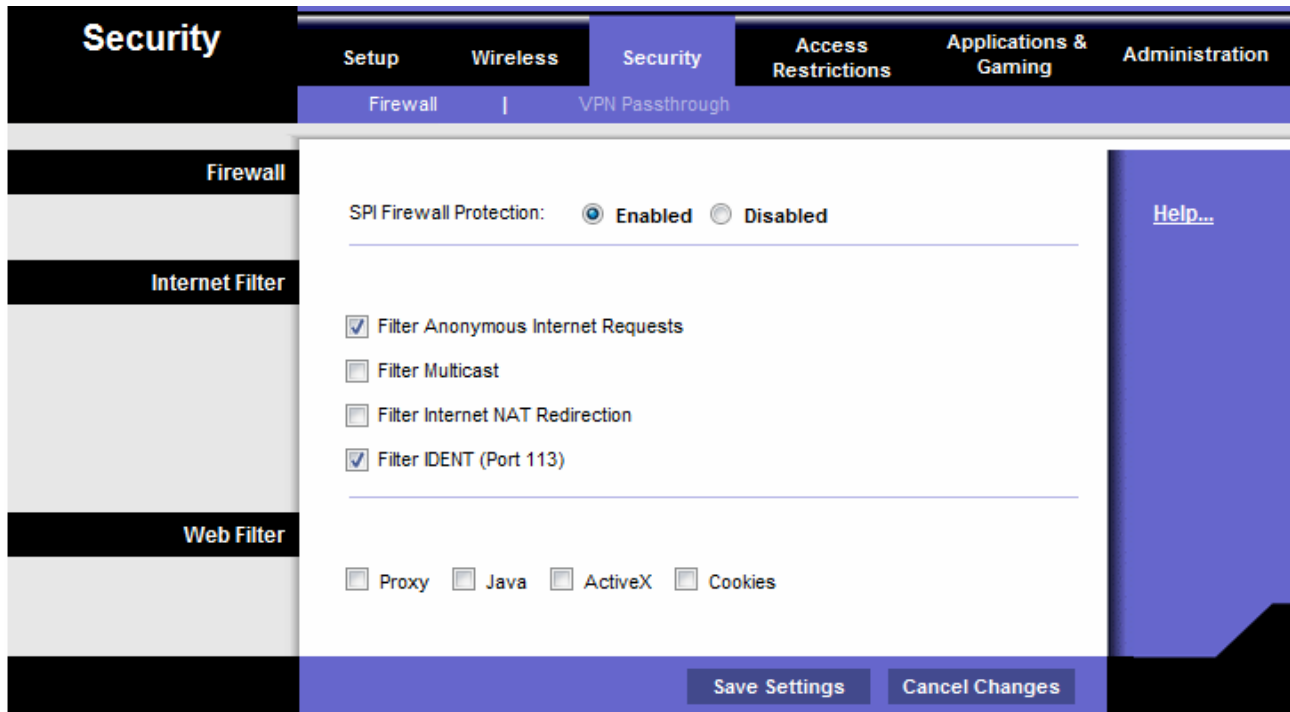 Security
Setup Wireless Security Access Restrictions Applications & Gaming Administration
Firewall | VPN Passthrough
Firewall
SPI Firewall Protection: Enabled Disabled
Help...
Internet Filter
Filter Anonymous Internet Requests
Filter Multicast
Filter Internet NAT Redirection
Filter IDENT (Port 113)
Web Filter
Proxy Java ActiveX Cookies
Save Settings Cancel Changes